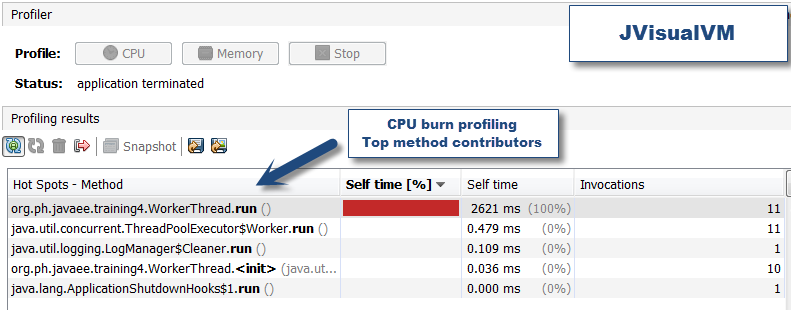 Profiler
JVisualVM
Profile: CPU Memory Stop
Status: application terminated
Profiling results
Snapshot
CPU burn profiling
Top method contributors
Hot Spots - Method Self time [%] Self time Invocations
org.ph.javaee.training4.WorkerThread.run () 2621 ms (100%) 11
java.util.concurrent.ThreadPoolExecutor$Worker.run () 0.479 ms (0%) 11
java.util.logging.LogManager$Cleaner.run () 0.109 ms (0%) 1
org.ph.javaee.training4.WorkerThread.<init> (java.ut... 0.036 ms (0%) 10
java.lang.ApplicationShutdownHooks$1.run () 0.000 ms (0%) 1